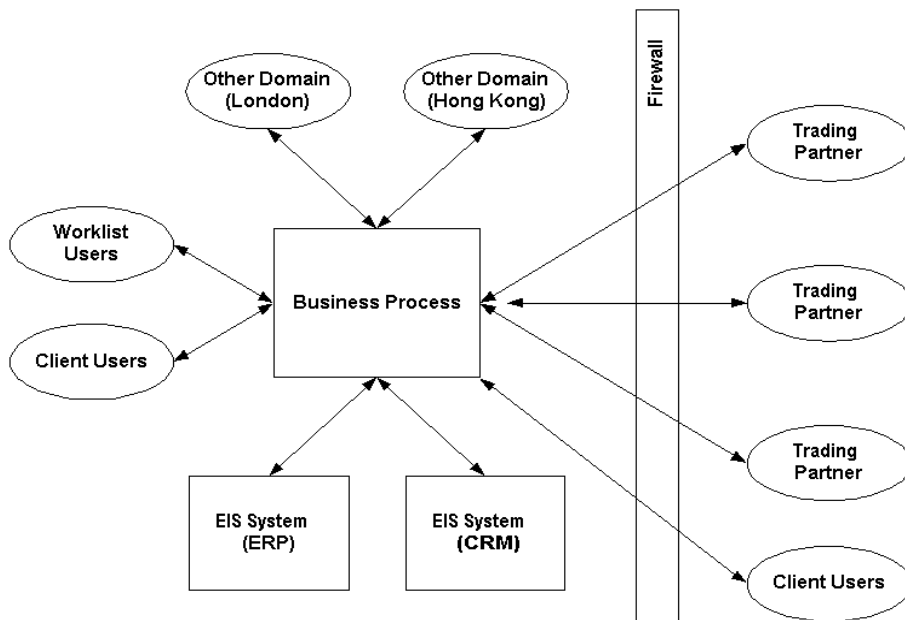 Other Domain
(London)
Other Domain
(Hong Kong)
Firewall
Trading
Partner
Worklist
Users
Business Process
Trading
Partner
Client Users
Trading
Partner
EIS System
(ERP)
EIS System
(CRM)
Client Users